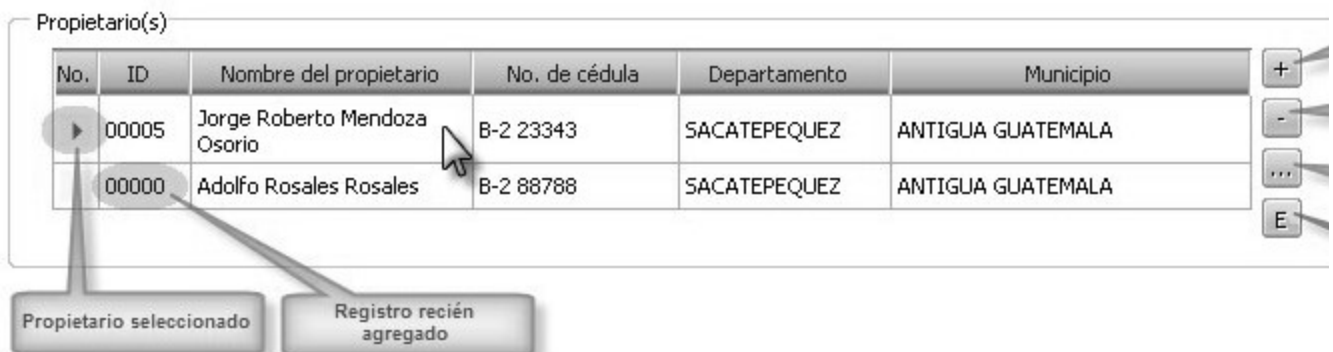 Propietario(s)
No. ID Nombre del propietario No. de cédula Departamento Municipio +
00005 Jorge Roberto Mendoza Osorio B-2 23343 SACATEPEQUEZ ANTIGUA GUATEMALA -
00000 Adolfo Rosales Rosales B-2 88788 SACATEPEQUEZ ANTIGUA GUATEMALA ...
E
Propietario seleccionado
Registro recién
agregado